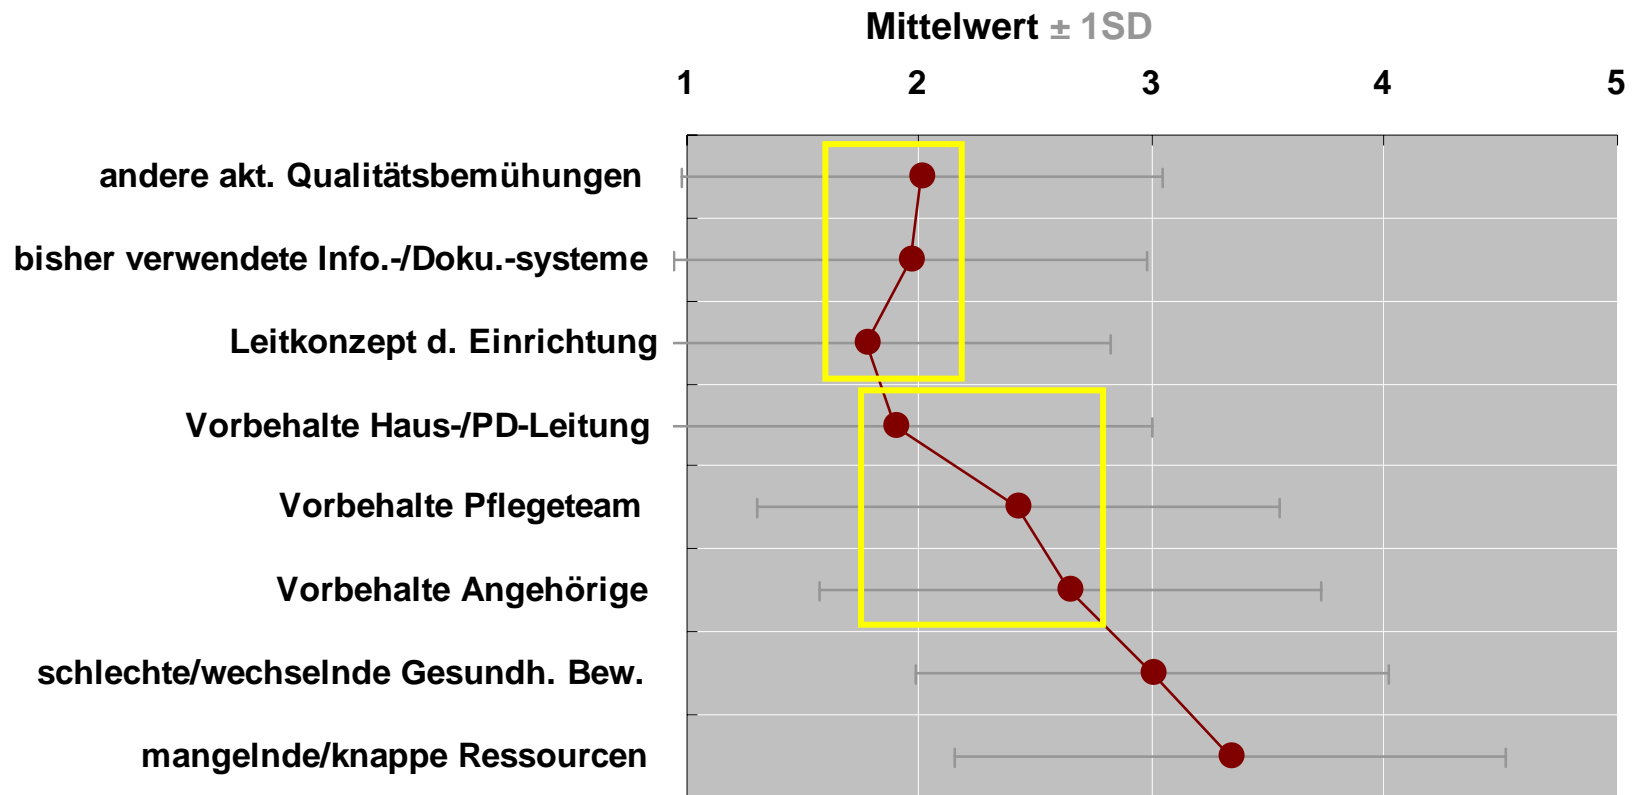 Mittelwert ± 1SD
1 2 3 4 5
andere akt. Qualitätsbemühungen
bisher verwendete Info.-/Doku.-systeme
Leitkonzept d. Einrichtung
Vorbehalte Haus-/PD-Leitung
Vorbehalte Pflegeteam
Vorbehalte Angehörige
schlechte/wechselnde Gesundh. Bew.
mangelnde/knappe Ressourcen